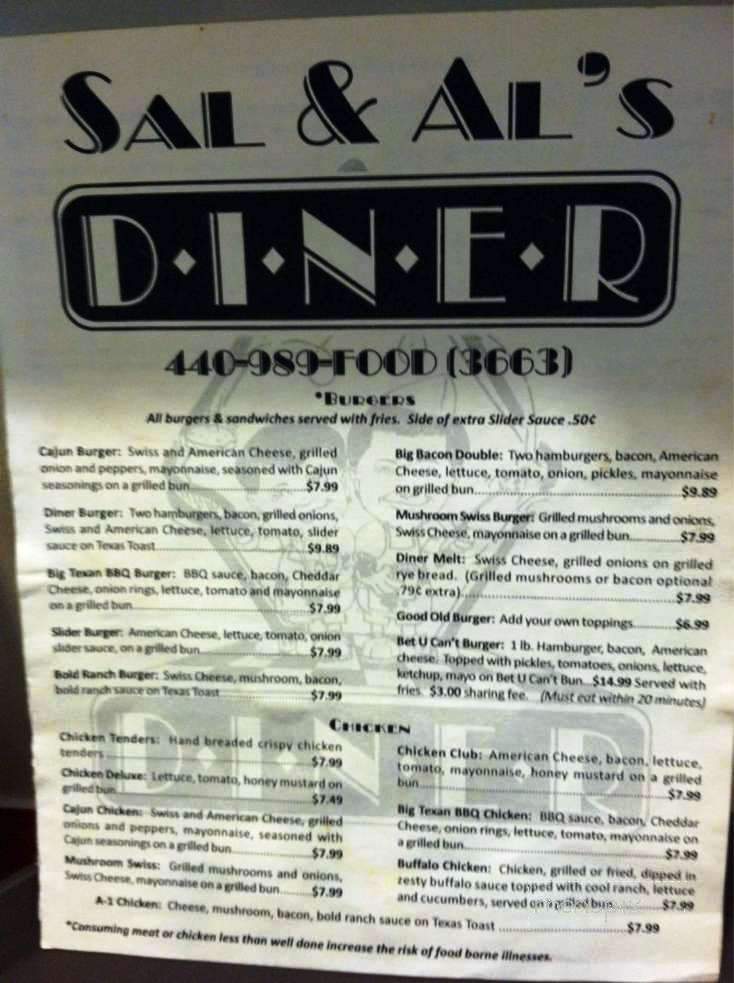 SAL & AL'S
D·I·N·E·R
440-989-FOOD (3663)
*BURGERS
All burgers & sandwiches served with fries. Side of extra Slider Sauce .50¢
Cajun Burger: Swiss and American Cheese, grilled
onion and peppers, mayonnaise, seasoned with Cajun
seasonings on a grilled bun..............................$7.99
Diner Burger: Two hamburgers, bacon, grilled onions,
Swiss and American Cheese, lettuce, tomato, slider
sauce on Texas Toast......................................$9.89
Big Texan BBQ Burger: BBQ sauce, bacon, Cheddar
Cheese, onion rings, lettuce, tomato and mayonnaise
on a grilled bun.............................................$7.99
Slider Burger: American Cheese, lettuce, tomato, onion
slider sauce, on a grilled bun............................$7.99
Bold Ranch Burger: Swiss Cheese, mushroom, bacon,
bold ranch sauce on Texas Toast.......................$7.99
Big Bacon Double: Two hamburgers, bacon, American
Cheese, lettuce, tomato, onion, pickles, mayonnaise
on grilled bun................................................$9.89
Mushroom Swiss Burger: Grilled mushrooms and onions,
Swiss Cheese, mayonnaise on a grilled bun............$7.99
Diner Melt: Swiss Cheese, grilled onions on grilled
rye bread. (Grilled mushrooms or bacon optional
.79¢ extra).....................................................$7.99
Good Old Burger: Add your own toppings...........$6.99
Bet U Can't Burger: 1 lb. Hamburger, bacon, American
cheese. Topped with pickles, tomatoes, onions, lettuce,
ketchup, mayo on Bet U Can't Bun...$14.99 Served with
fries. $3.00 sharing fee. (Must eat within 20 minutes)
CHICKEN
Chicken Tenders: Hand breaded crispy chicken
tenders .........................................................$7.99
Chicken Deluxe: Lettuce, tomato, honey mustard on
grilled bun.....................................................$7.49
Cajun Chicken: Swiss and American Cheese, grilled
onions and peppers, mayonnaise, seasoned with
Cajun seasonings on a grilled bun.....................$7.99
Mushroom Swiss: Grilled mushrooms and onions,
Swiss Cheese, mayonnaise on a grilled bun.........$7.99
Chicken Club: American Cheese, bacon, lettuce,
tomato, mayonnaise, honey mustard on a grilled
bun...............................................................$7.99
Big Texan BBQ Chicken: BBQ sauce, bacon, Cheddar
Cheese, onion rings, lettuce, tomato, mayonnaise on
a grilled bun...................................................$7.99
Buffalo Chicken: Chicken, grilled or fried, dipped in
zesty buffalo sauce topped with cool ranch, lettuce
and cucumbers, served on grilled bun.................$7.99
A-1 Chicken: Cheese, mushroom, bacon, bold ranch sauce on Texas Toast ..............................$7.99
*Consuming meat or chicken less than well done increase the risk of food borne illnesses.
DINER